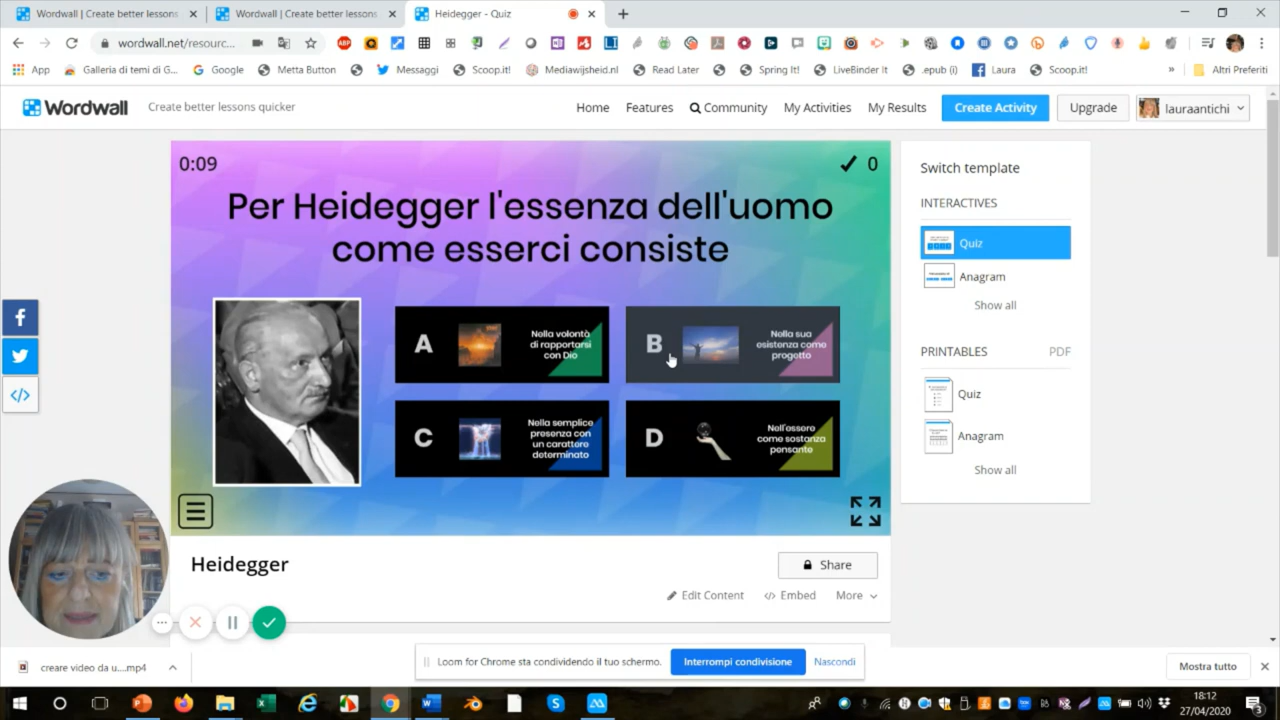 Wordwall | Create better lessons
Wordwall | Create better lessons
Heidegger - Quiz
wordwall.net/resourc...
App
Galleria di temi di G...
Google
Metta Button
Messaggi
Scoop.it!
Mediawijsheid.nl
Read Later
Spring It!
LiveBinder It
.epub (i)
Laura
Scoop.it!
»
Altri Preferiti
Wordwall
Create better lessons quicker
Home
Features
Community
My Activities
My Results
Create Activity
Upgrade
lauraantichi
0:09
0
Per Heidegger l'essenza dell'uomo
come esserci consiste
A
Nella volontà
di rapportarsi
con Dio
B
Nella sua
esistenza come
progetto
C
Nella semplice
presenza con
un carattere
determinato
D
Nell'essere
come sostanza
pensante
Switch template
INTERACTIVES
Quiz
Anagram
Show all
PRINTABLES
PDF
Quiz
Anagram
Show all
Heidegger
Share
Edit Content
Embed
More
Loom for Chrome sta condividendo il tuo schermo.
Interrompi condivisione
Nascondi
creare video da u....mp4
Mostra tutto
18:12
27/04/2020
3